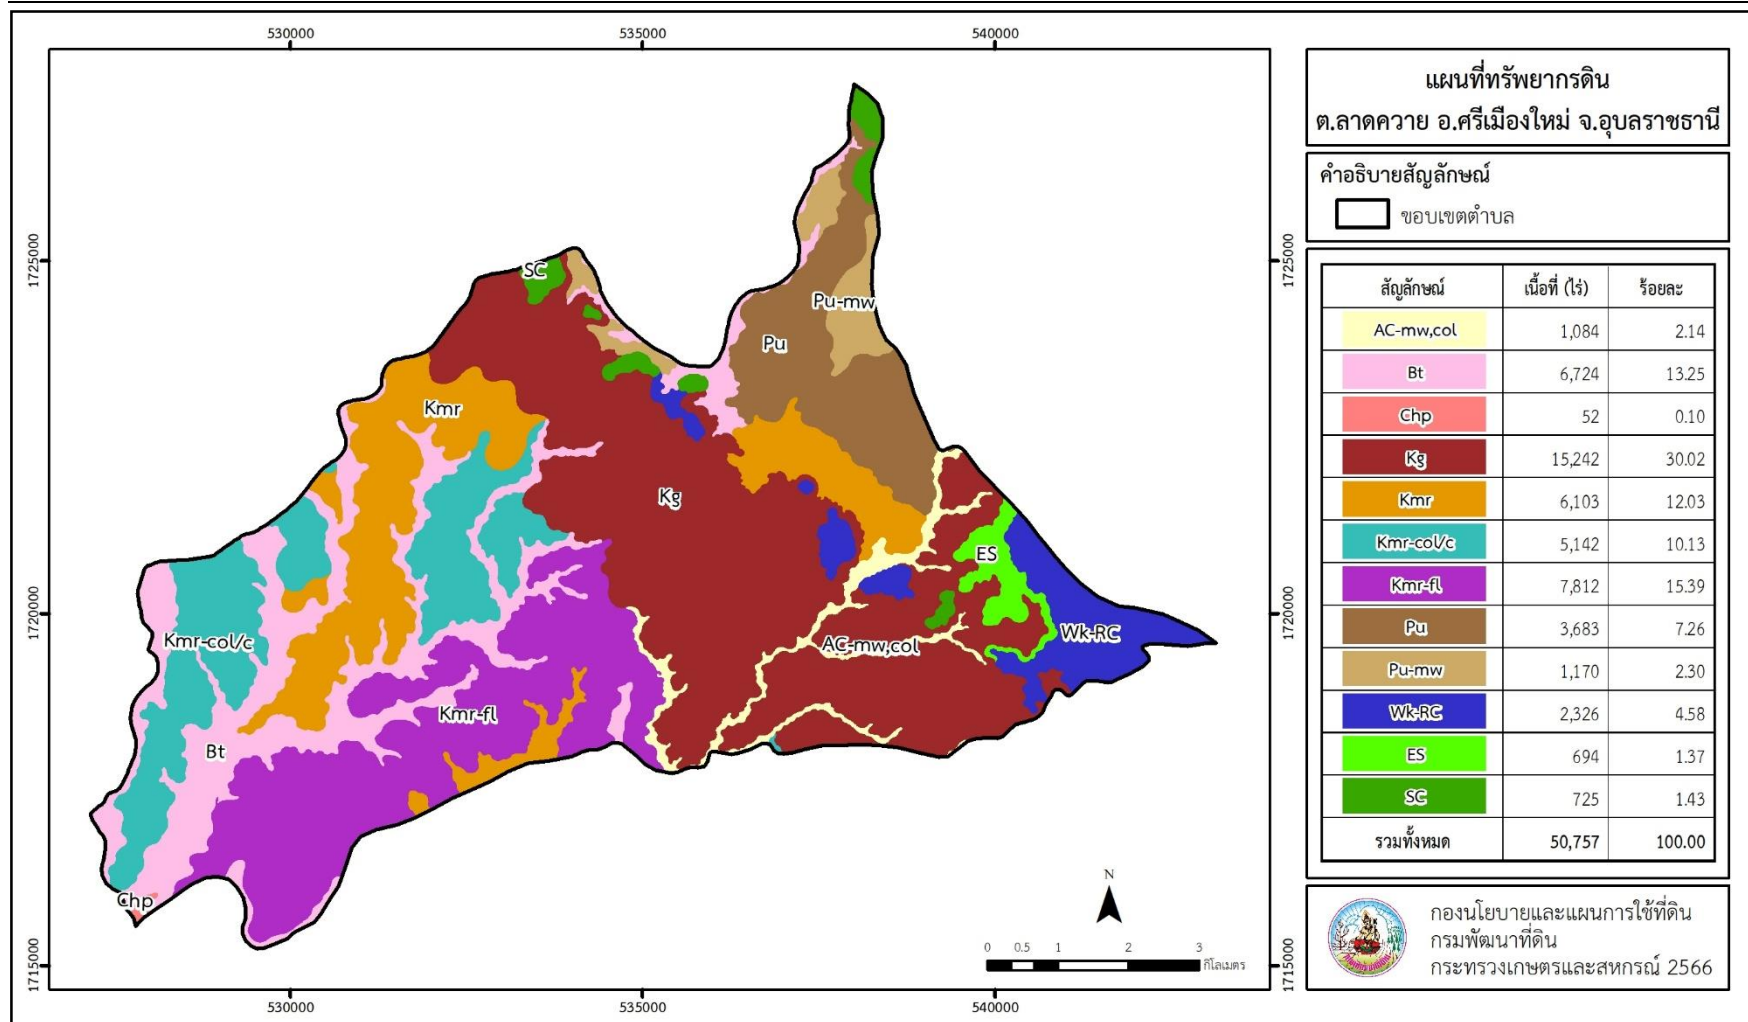 530000
535000
540000
1725000
1720000
1715000
1725000
1720000
1715000
530000
535000
540000
SC
Pu-mw
Pu
Kmr
Kg
ES
Kmr-col/c
AC-mw,col
Wk-RC
Kmr-fl
Bt
Chp
N
0 0.5 1 2 3
กิโลเมตร
แผนที่ทรัพยากรดิน
ต.ลาดควาย อ.ศรีเมืองใหม่ จ.อุบลราชธานี
คำอธิบายสัญลักษณ์
ขอบเขตตำบล
สัญลักษณ์ เนื้อที่ (ไร่) ร้อยละ
AC-mw,col 1,084 2.14
Bt 6,724 13.25
Chp 52 0.10
Kg 15,242 30.02
Kmr 6,103 12.03
Kmr-col/c 5,142 10.13
Kmr-fl 7,812 15.39
Pu 3,683 7.26
Pu-mw 1,170 2.30
Wk-RC 2,326 4.58
ES 694 1.37
SC 725 1.43
รวมทั้งหมด 50,757 100.00
กองนโยบายและแผนการใช้ที่ดิน
กรมพัฒนาที่ดิน
กระทรวงเกษตรและสหกรณ์ 2566